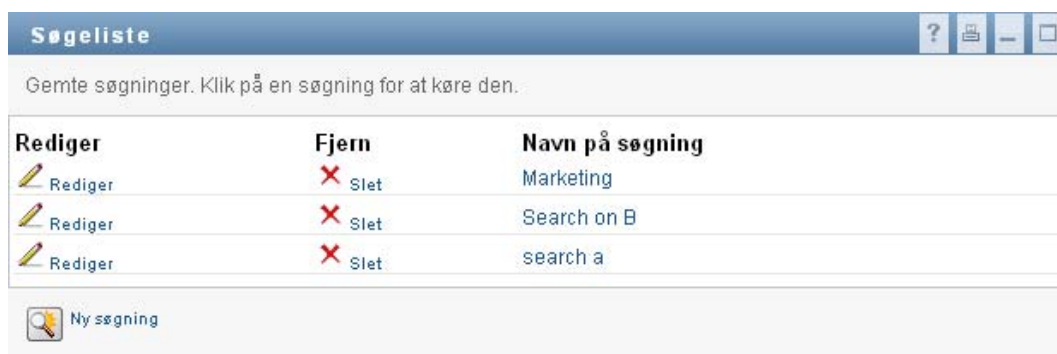 Søgeliste ?
Gemte søgninger. Klik på en søgning for at køre den.
Rediger Fjern Navn på søgning
Rediger Slet Marketing
Rediger Slet Search on B
Rediger Slet search a
Ny søgning